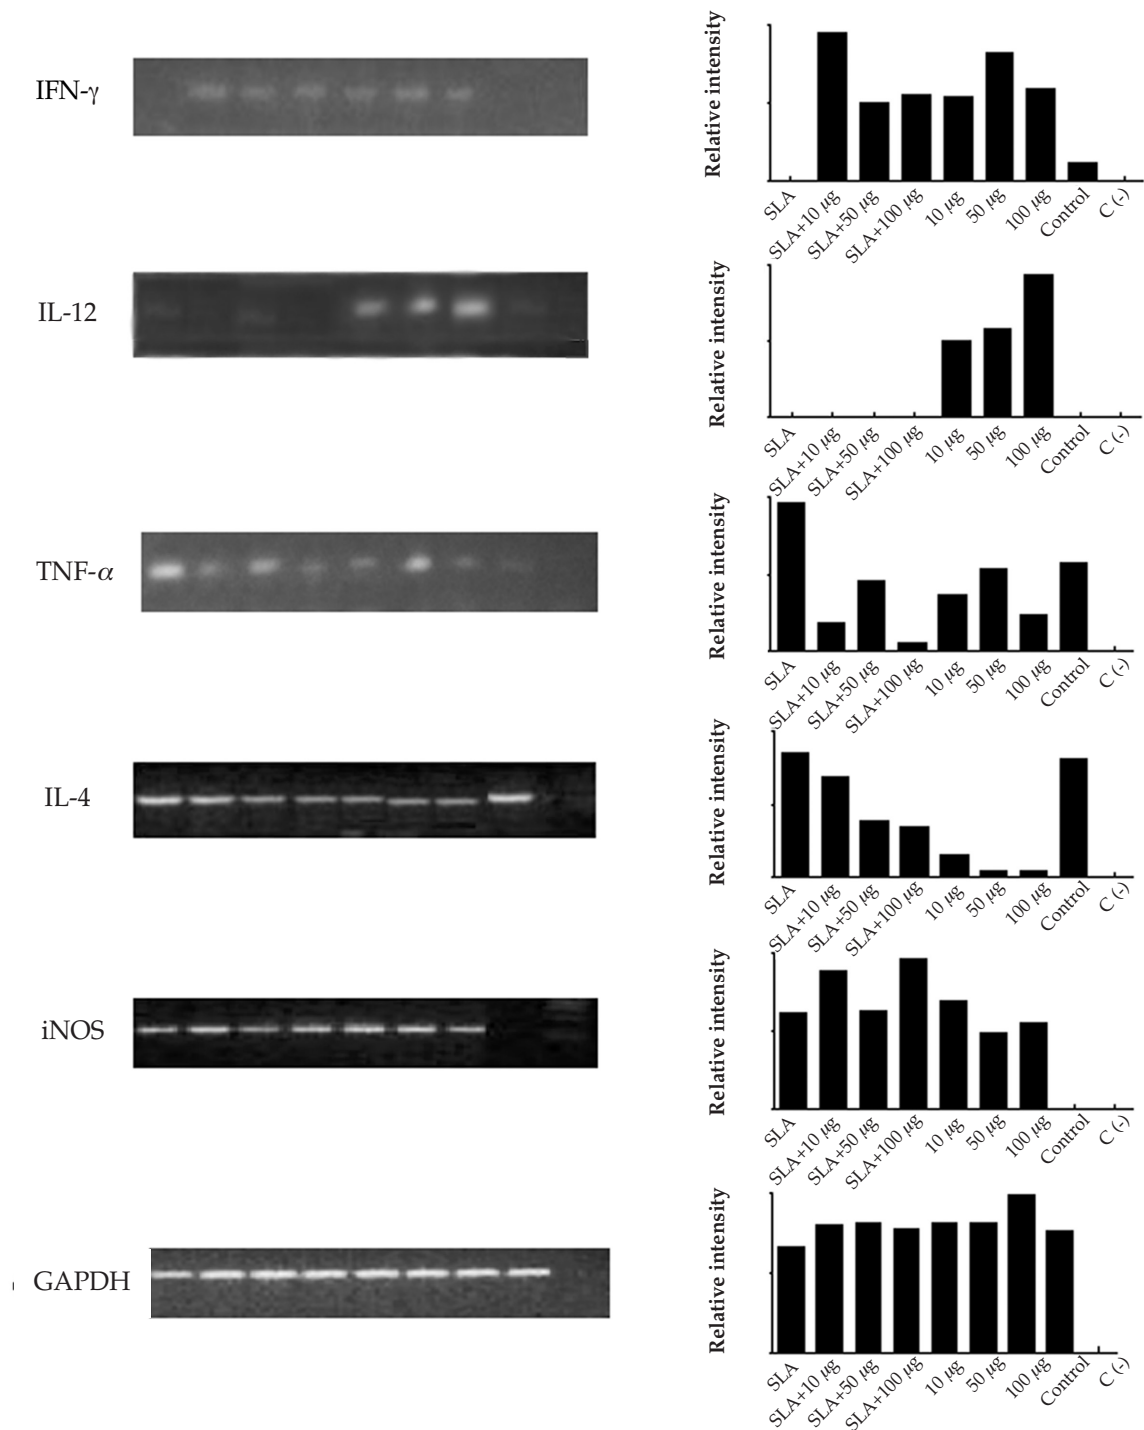 IFN-γ
Relative intensity
SLA
SLA+10 µg
SLA+50 µg
SLA+100 µg
10 µg
50 µg
100 µg
Control
C (-)
IL-12
Relative intensity
SLA
SLA+10 µg
SLA+50 µg
SLA+100 µg
10 µg
50 µg
100 µg
Control
C (-)
TNF-α
Relative intensity
SLA
SLA+10 µg
SLA+50 µg
SLA+100 µg
10 µg
50 µg
100 µg
Control
C (-)
IL-4
Relative intensity
SLA
SLA+10 µg
SLA+50 µg
SLA+100 µg
10 µg
50 µg
100 µg
Control
C (-)
iNOS
Relative intensity
SLA
SLA+10 µg
SLA+50 µg
SLA+100 µg
10 µg
50 µg
100 µg
Control
C (-)
GAPDH
Relative intensity
SLA
SLA+10 µg
SLA+50 µg
SLA+100 µg
10 µg
50 µg
100 µg
Control
C (-)